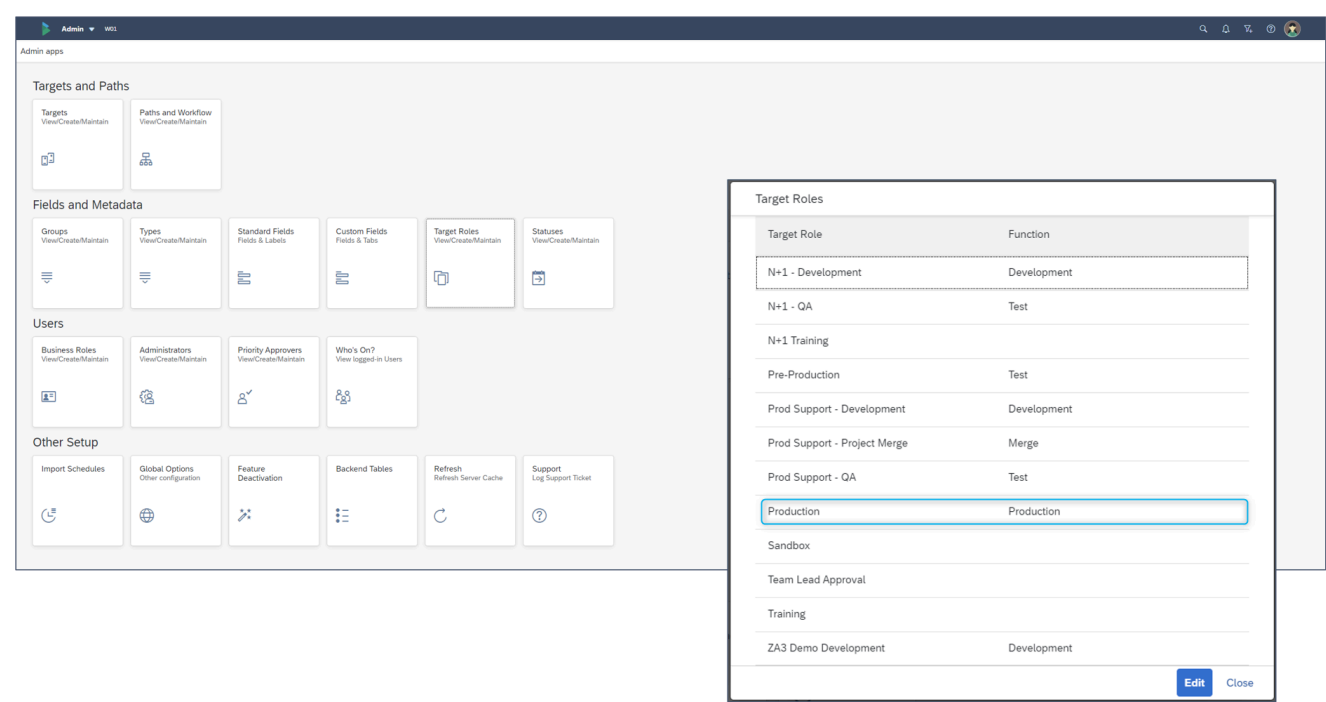 Admin W01
Admin apps
Targets and Paths
Targets
View/Create/Maintain
Paths and Workflow
View/Create/Maintain
Fields and Metadata
Groups
View/Create/Maintain
Types
View/Create/Maintain
Standard Fields
Fields & Labels
Custom Fields
Fields & Tabs
Target Roles
View/Create/Maintain
Statuses
View/Create/Maintain
Users
Business Roles
View/Create/Maintain
Administrators
View/Create/Maintain
Priority Approvers
View/Create/Maintain
Who's On?
View logged-in Users
Other Setup
Import Schedules
Global Options
Other configuration
Feature
Deactivation
Backend Tables
Refresh
Refresh Server Cache
Support
Log Support Ticket
Target Roles
Target Role Function
N+1 - Development Development
N+1 - QA Test
N+1 Training
Pre-Production Test
Prod Support - Development Development
Prod Support - Project Merge Merge
Prod Support - QA Test
Production Production
Sandbox
Team Lead Approval
Training
ZA3 Demo Development Development
Edit Close